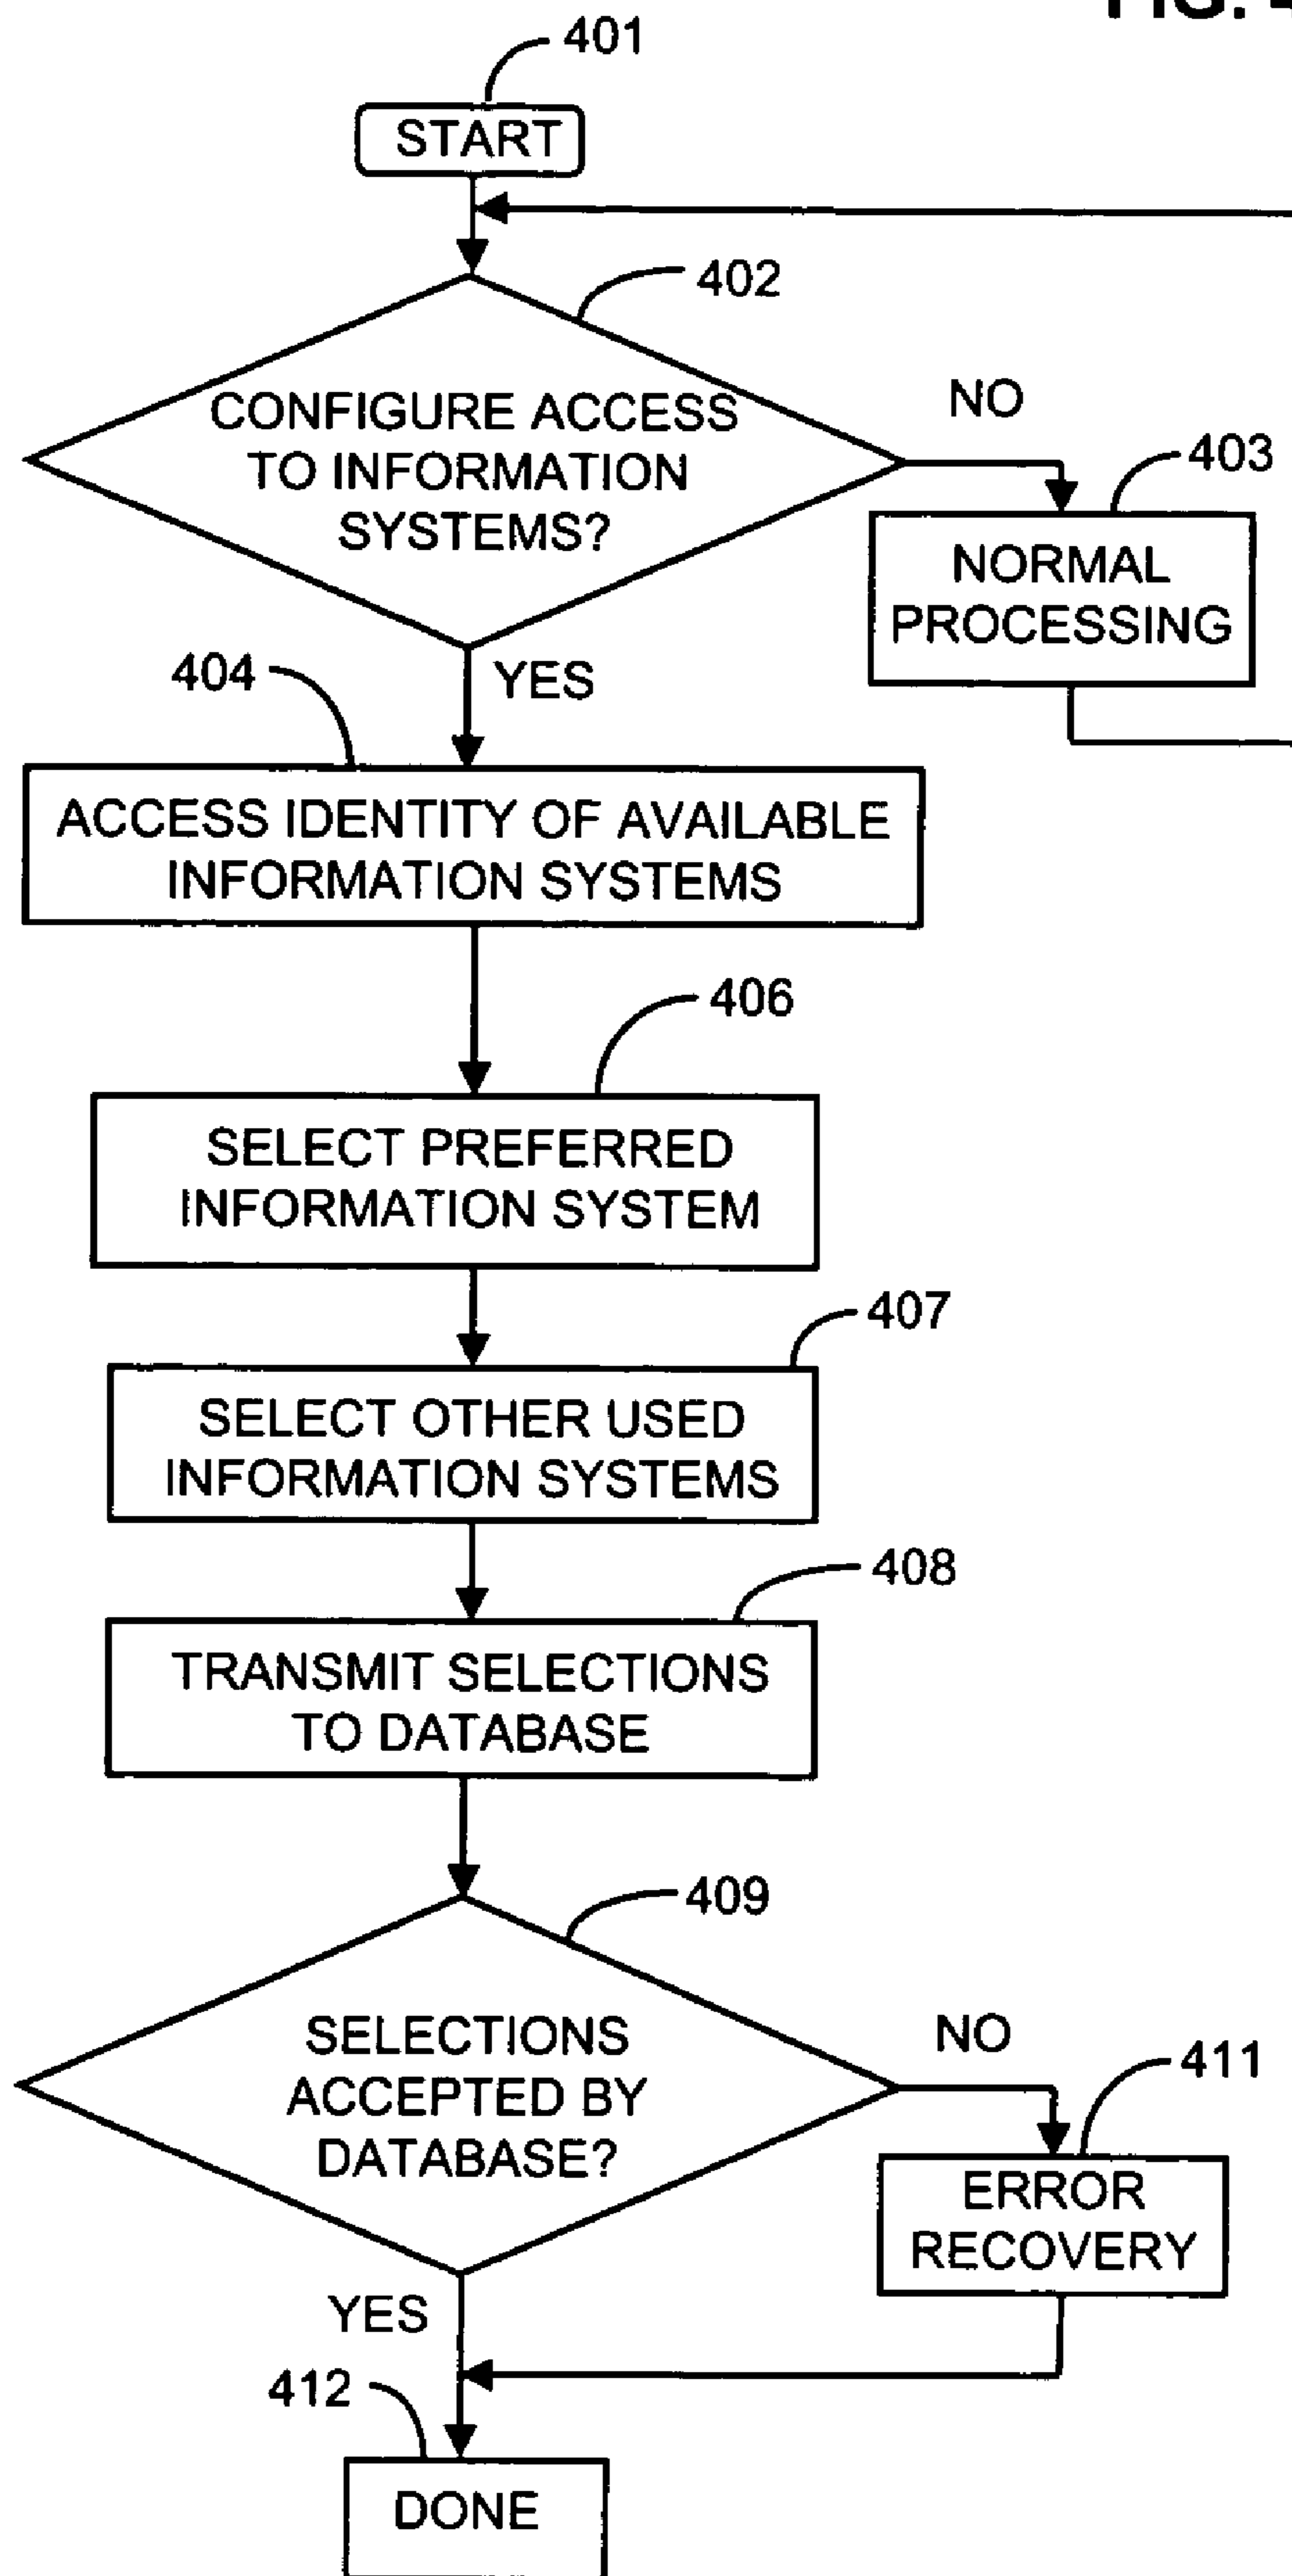 FIG. 4
401
START
402
CONFIGURE ACCESS
TO INFORMATION
SYSTEMS?
NO
403
NORMAL
PROCESSING
YES
404
ACCESS IDENTITY OF AVAILABLE
INFORMATION SYSTEMS
406
SELECT PREFERRED
INFORMATION SYSTEM
407
SELECT OTHER USED
INFORMATION SYSTEMS
408
TRANSMIT SELECTIONS
TO DATABASE
409
SELECTIONS
ACCEPTED BY
DATABASE?
NO
411
ERROR
RECOVERY
YES
412
DONE